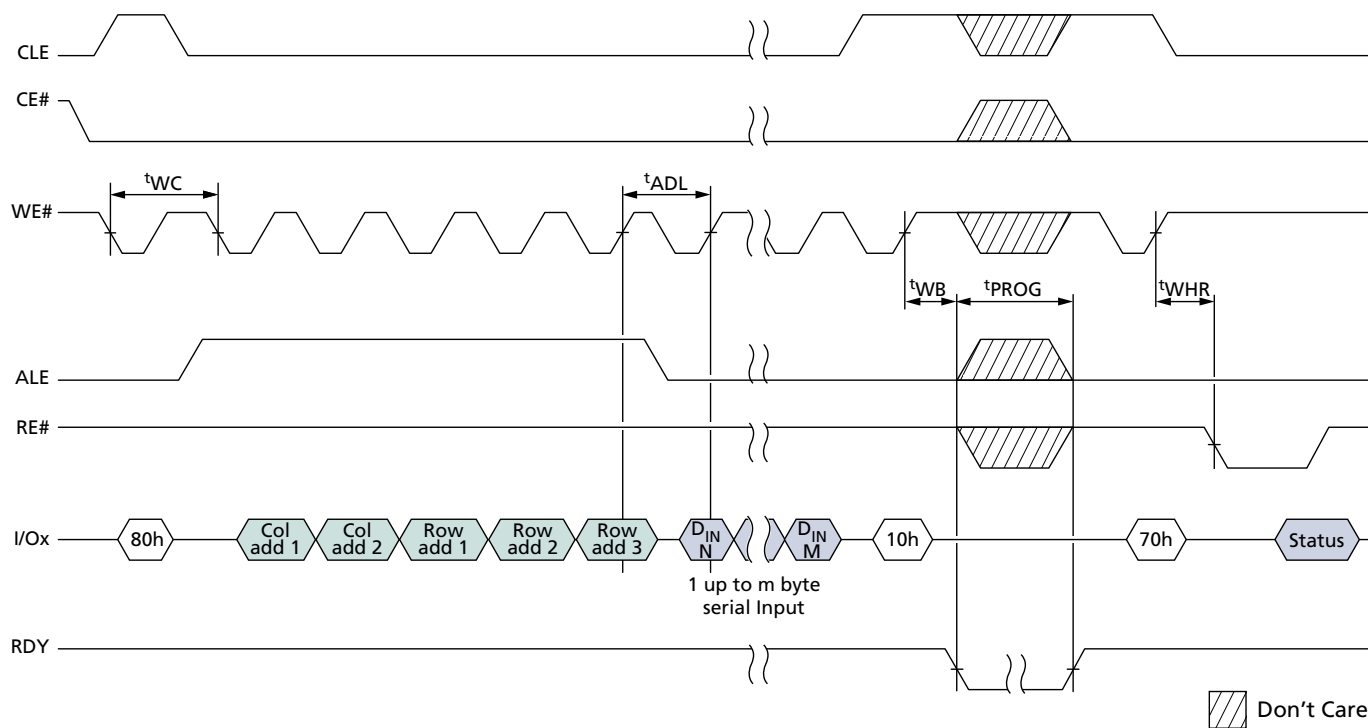 CLE
CE#
tWC
tADL
WE#
tWB
tPROG
tWHR
ALE
RE#
I/Ox
80h
Col
add 1
Col
add 2
Row
add 1
Row
add 2
Row
add 3
DIN
N
DIN
M
10h
70h
Status
1 up to m byte
serial Input
RDY
Don't Care